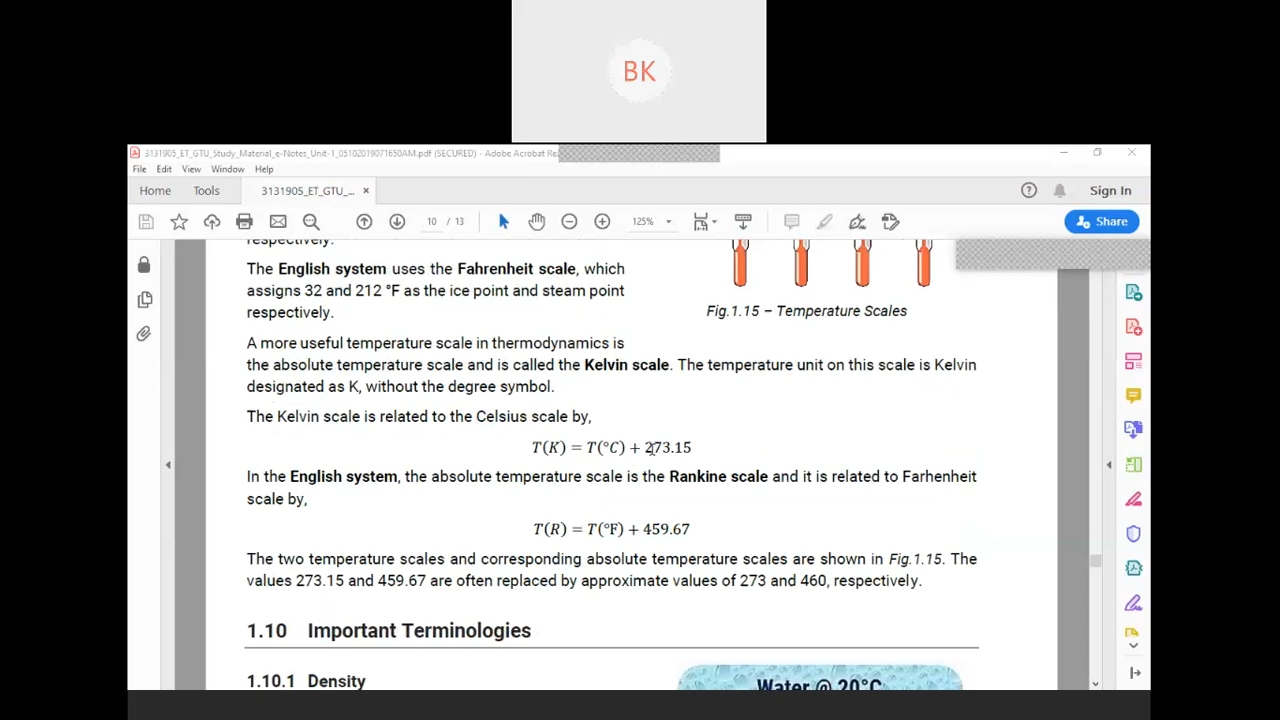 BK
3131905_ET_GTU_Study_Material_e-Notes_Unit-1_05102019071650AM.pdf (SECURED) - Adobe Acrobat Re
File Edit View Window Help
Home Tools 3131905_ET_GTU_... × Sign In
10 / 13 125% Share
respectively.
The English system uses the Fahrenheit scale, which
assigns 32 and 212 °F as the ice point and steam point
respectively.
Fig.1.15 – Temperature Scales
A more useful temperature scale in thermodynamics is
the absolute temperature scale and is called the Kelvin scale. The temperature unit on this scale is Kelvin
designated as K, without the degree symbol.
The Kelvin scale is related to the Celsius scale by,
T(K) = T(°C) + 273.15
In the English system, the absolute temperature scale is the Rankine scale and it is related to Farhenheit
scale by,
T(R) = T(°F) + 459.67
The two temperature scales and corresponding absolute temperature scales are shown in Fig.1.15. The
values 273.15 and 459.67 are often replaced by approximate values of 273 and 460, respectively.
1.10 Important Terminologies
1.10.1 Density
Water @ 20°C